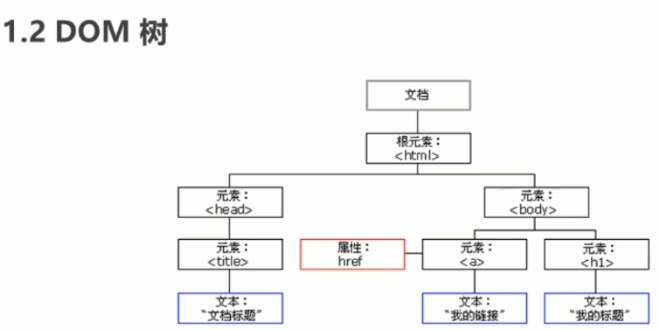 1.2 DOM 树
文档
根元素：
<html>
元素：
<head>
元素：
<body>
元素：
<title>
属性：
href
元素：
<a>
元素：
<h1>
文本：
“文档标题”
文本：
“我的链接”
文本：
“我的标题”